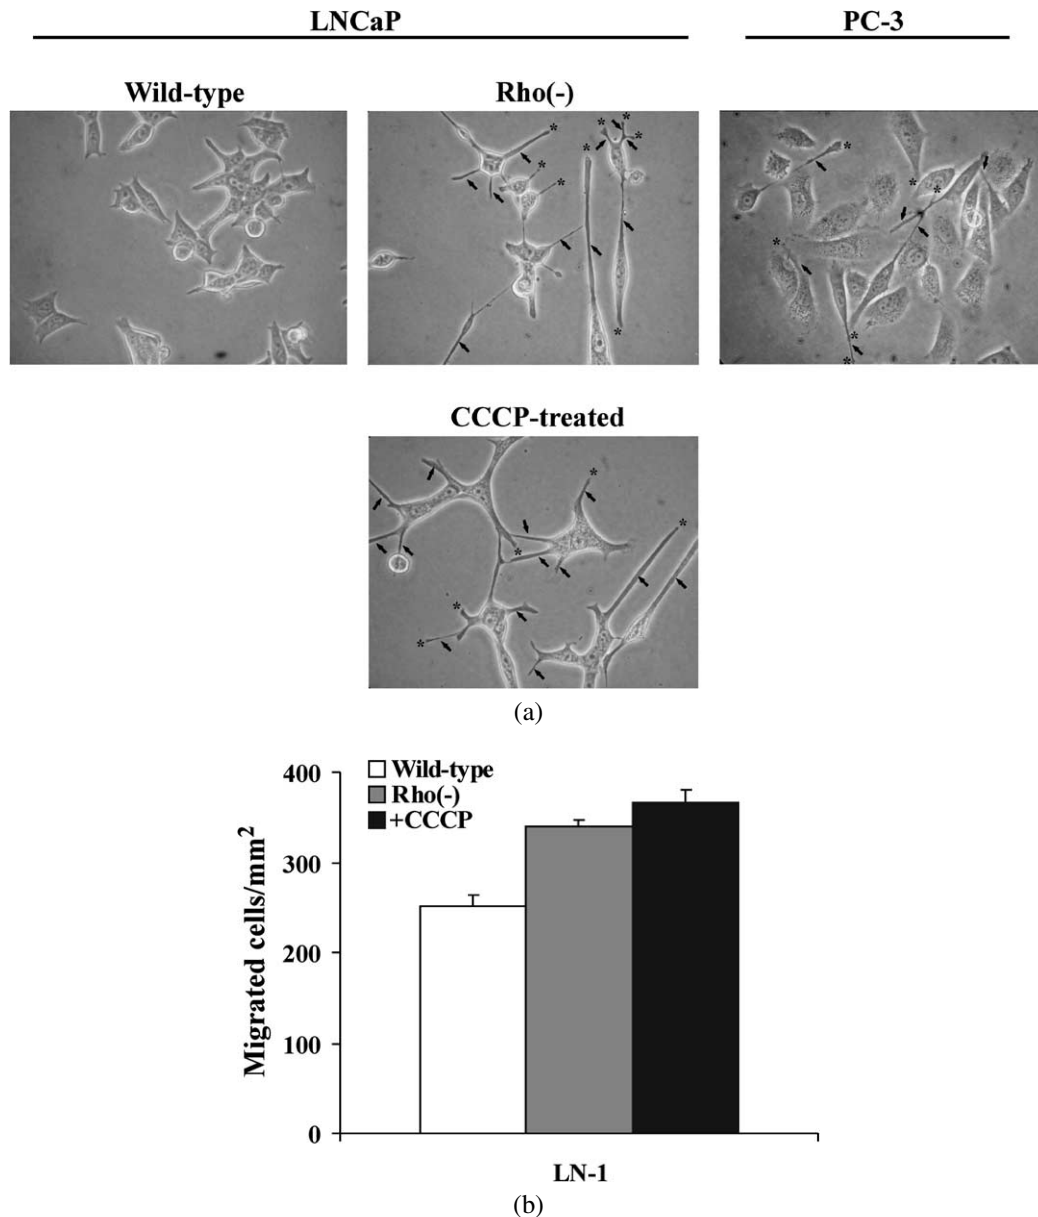 LNCaP PC-3
Wild-type Rho(-)
CCCP-treated
(a)
Wild-type
Rho(-)
+CCCP
Migrated cells/mm²
400
300
200
100
0
LN-1
(b)